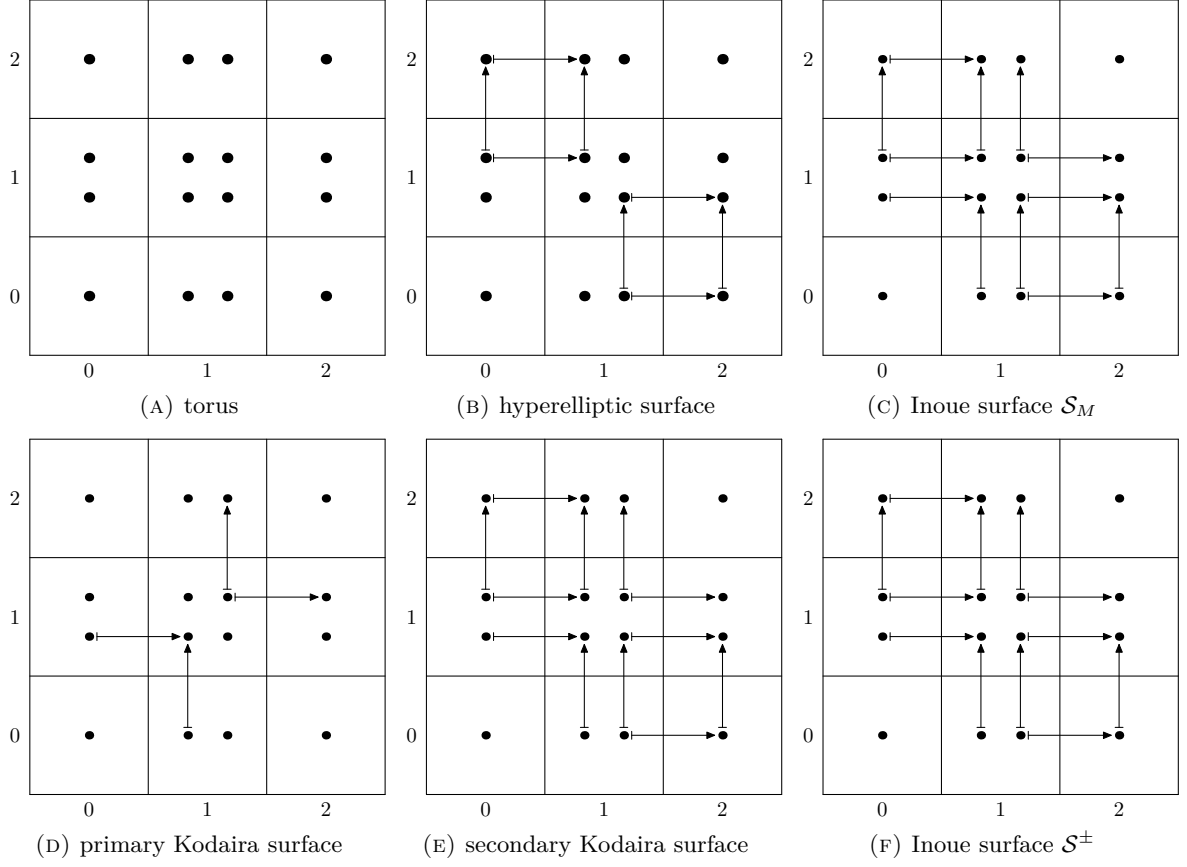 2
1
0
0 1 2
(A) torus
2
1
0
0 1 2
(B) hyperelliptic surface
2
1
0
0 1 2
(C) Inoue surface 𝒮_M
2
1
0
0 1 2
(D) primary Kodaira surface
2
1
0
0 1 2
(E) secondary Kodaira surface
2
1
0
0 1 2
(F) Inoue surface 𝒮^±